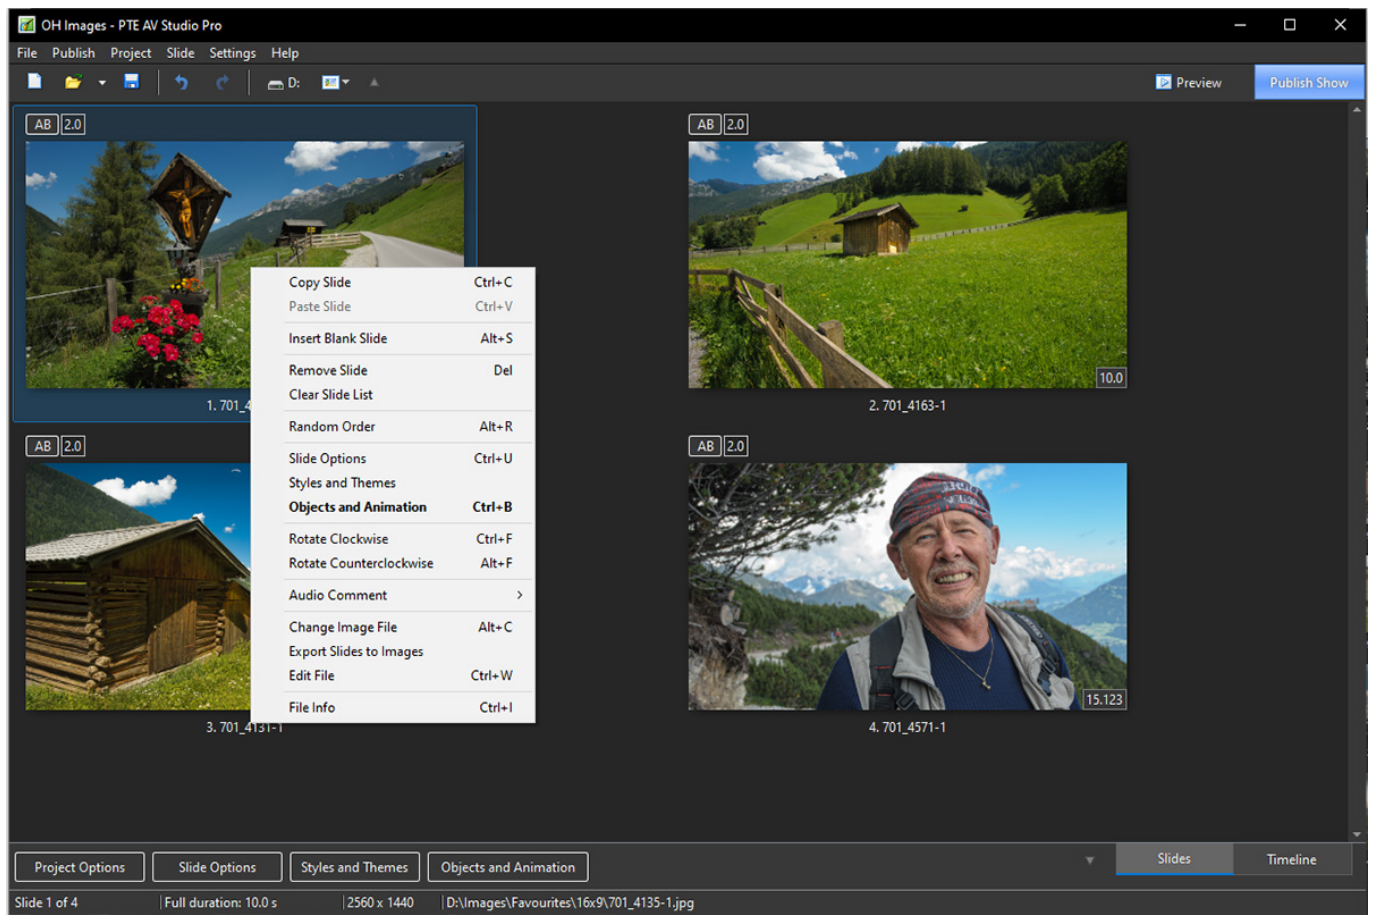 OH Images - PTE AV Studio Pro
File Publish Project Slide Settings Help
D: Preview Publish Show
AB 2.0
AB 2.0
10.0
1. 701_4
2. 701_4163-1
AB 2.0
AB 2.0
15.123
3. 701_4131-1
4. 701_4571-1
Copy Slide Ctrl+C
Paste Slide Ctrl+V
Insert Blank Slide Alt+S
Remove Slide Del
Clear Slide List
Random Order Alt+R
Slide Options Ctrl+U
Styles and Themes
Objects and Animation Ctrl+B
Rotate Clockwise Ctrl+F
Rotate Counterclockwise Alt+F
Audio Comment >
Change Image File Alt+C
Export Slides to Images
Edit File Ctrl+W
File Info Ctrl+I
Project Options Slide Options Styles and Themes Objects and Animation Slides Timeline
Slide 1 of 4 Full duration: 10.0 s 2560 x 1440 D:\Images\Favourites\16x9\701_4135-1.jpg